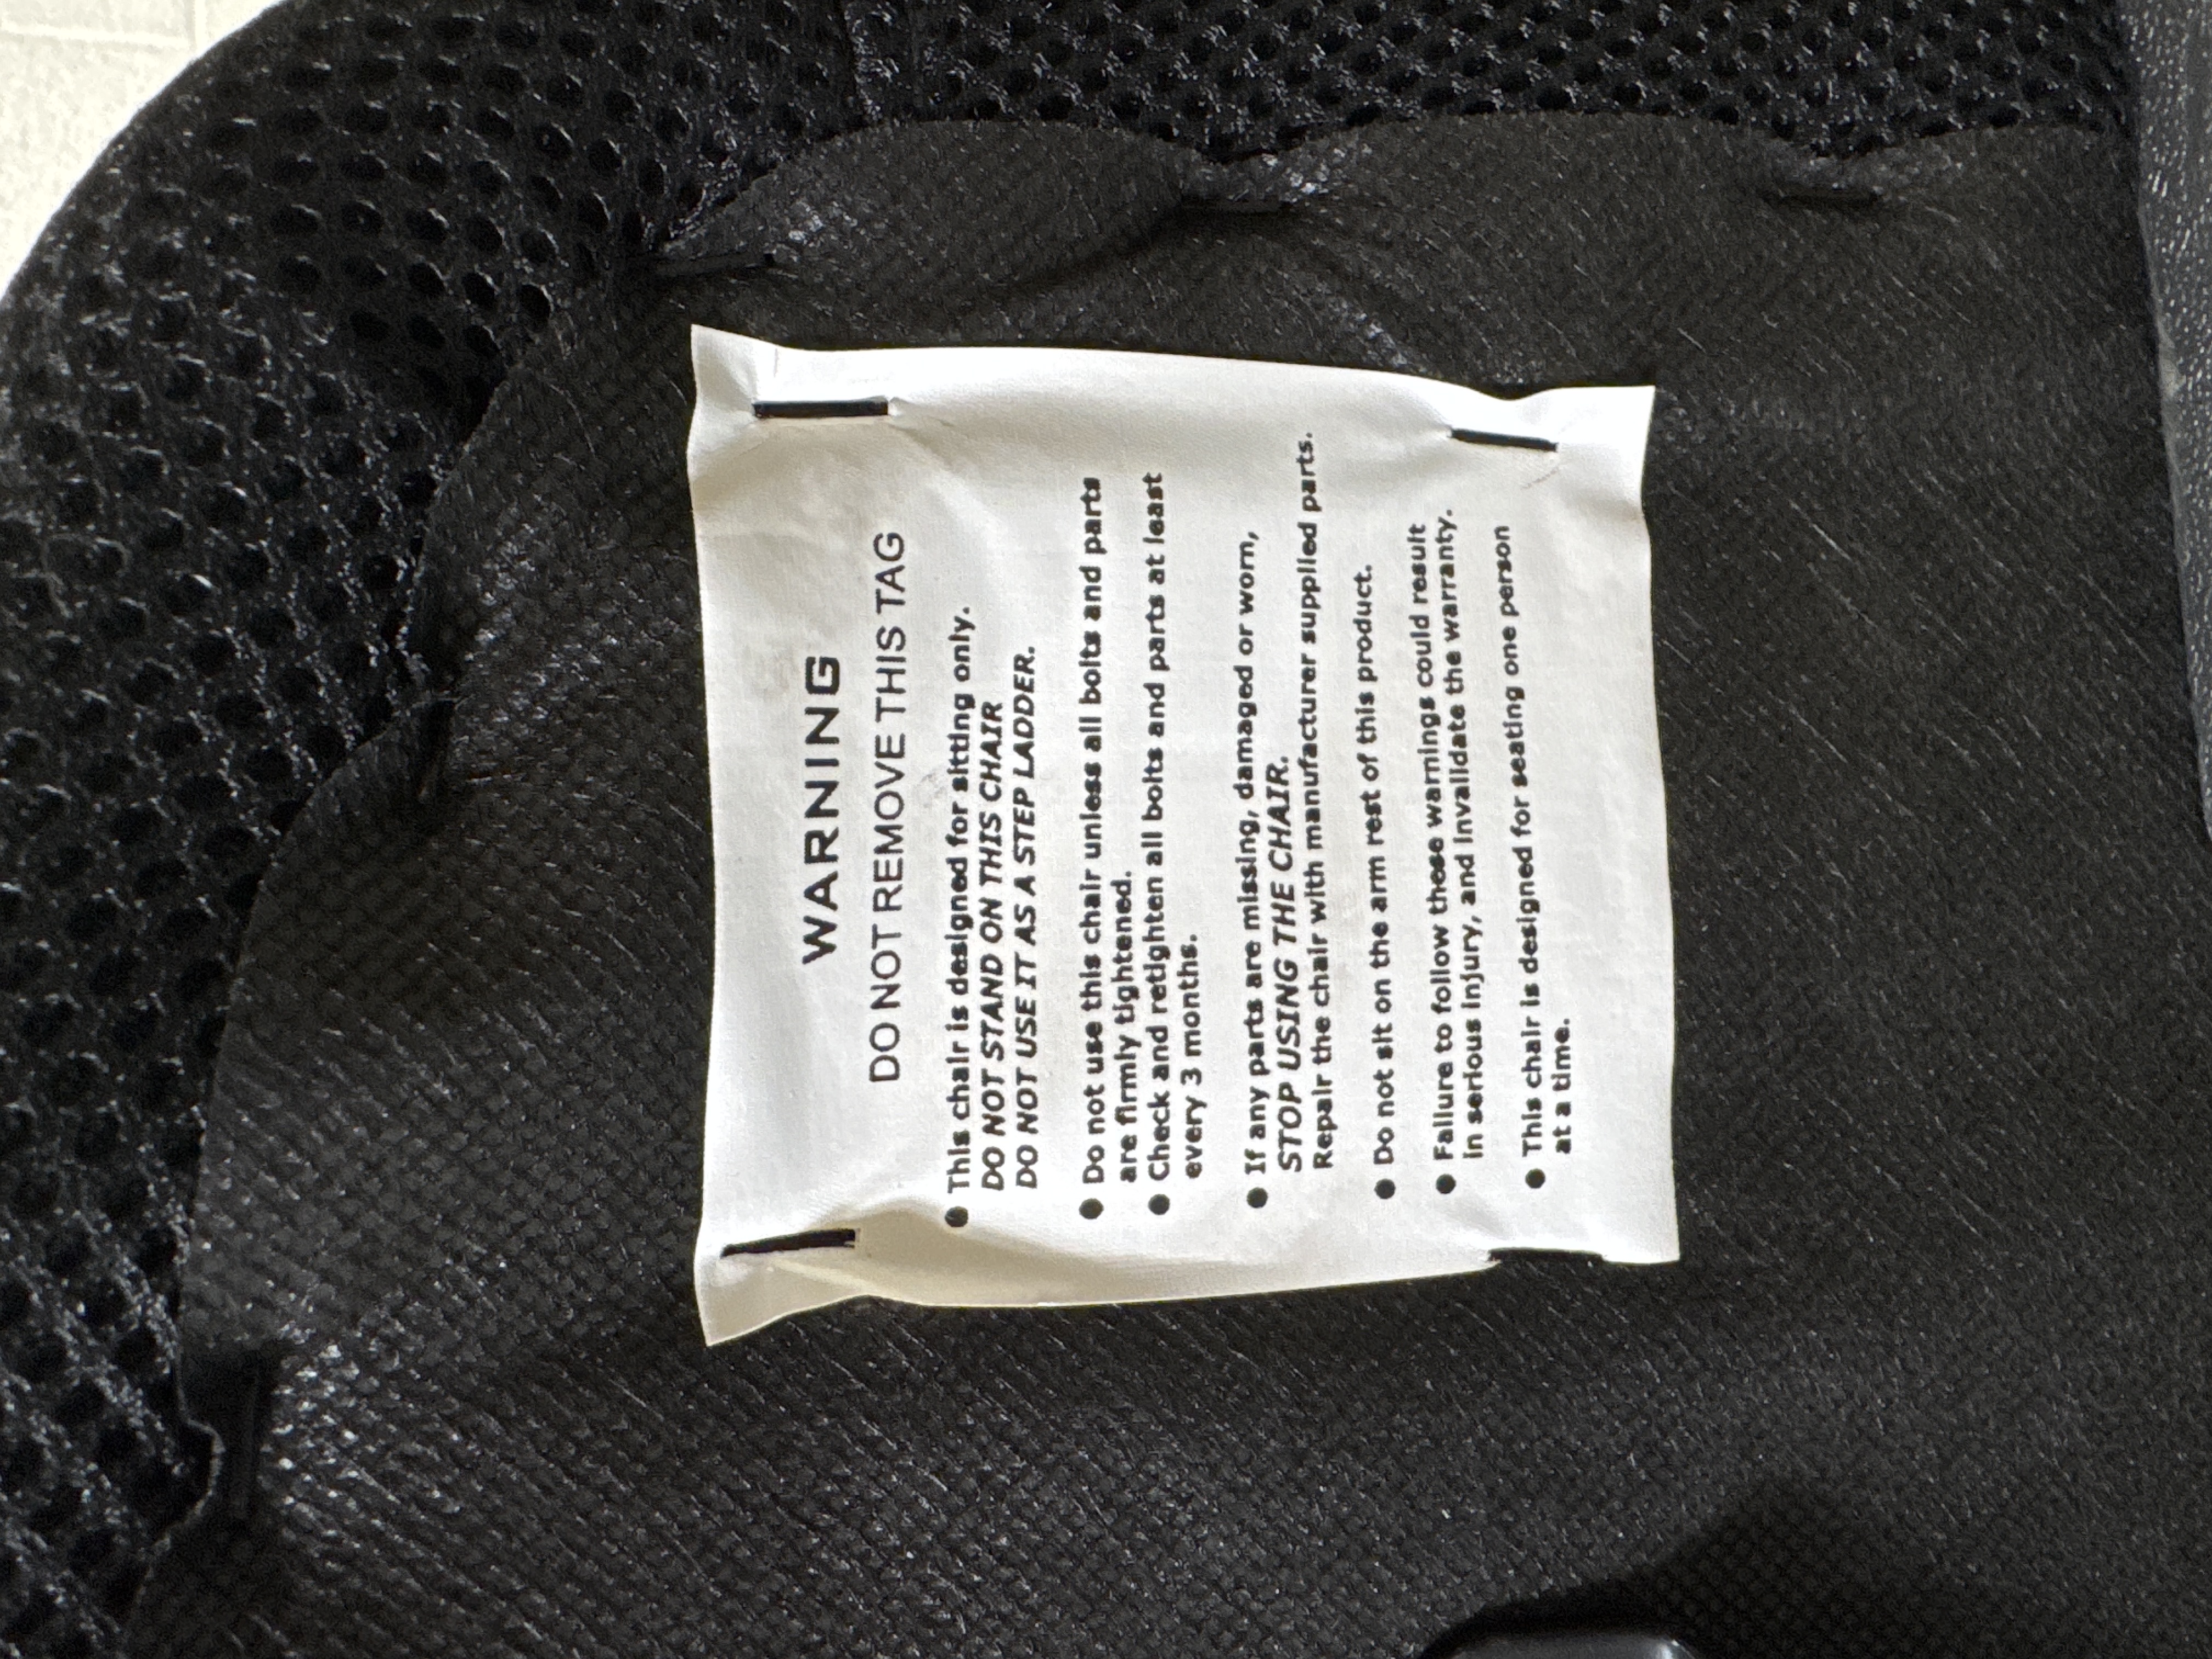 WARNING
DO NOT REMOVE THIS TAG
● This chair is designed for sitting only.
DO NOT STAND ON THIS CHAIR
DO NOT USE IT AS A STEP LADDER.
● Do not use this chair unless all bolts and parts
are firmly tightened.
● Check and retighten all bolts and parts at least
every 3 months.
● If any parts are missing, damaged or worn,
STOP USING THE CHAIR.
Repair the chair with manufacturer supplied parts.
● Do not sit on the arm rest of this product.
● Failure to follow these warnings could result
in serious injury, and invalidate the warranty.
● This chair is designed for seating one person
at a time.